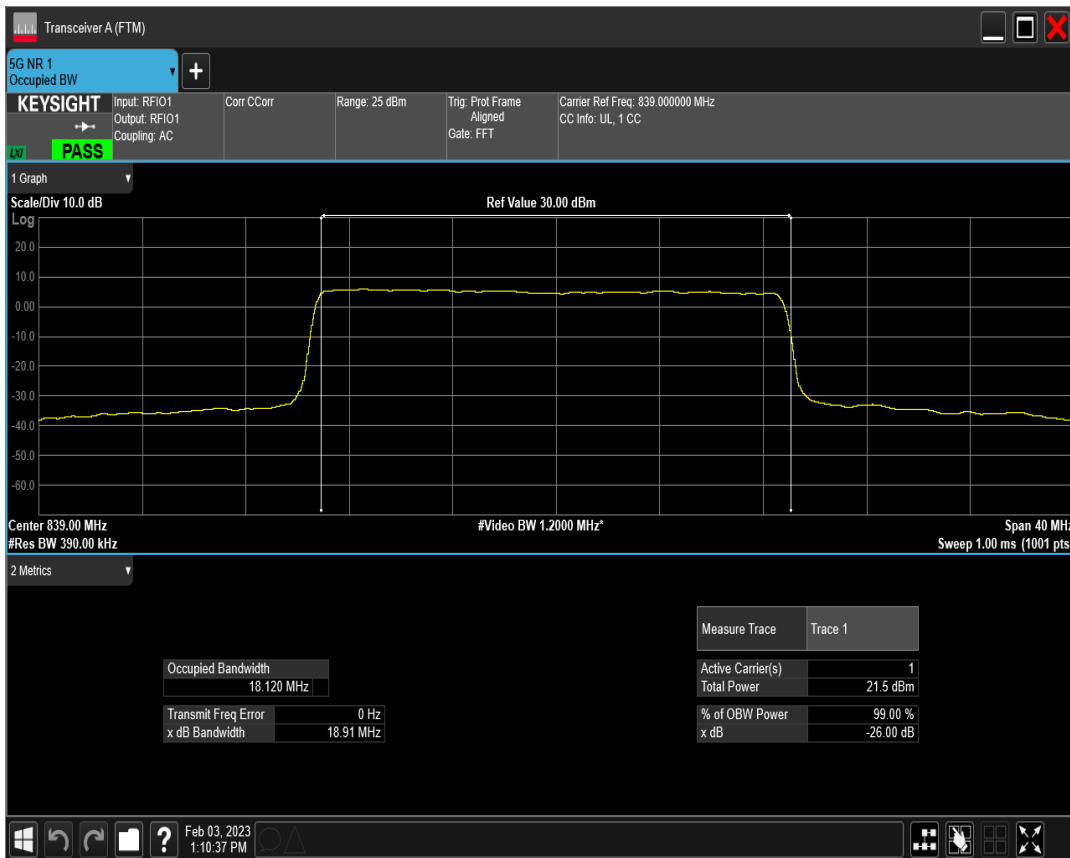 Transceiver A (FTM)
5G NR 1
Occupied BW
+
KEYSIGHT
LXI
PASS
Input: RFIO1
Output: RFIO1
Coupling: AC
Corr CCorr
Range: 25 dBm
Trig: Prot Frame
Aligned
Gate: FFT
Carrier Ref Freq: 839.000000 MHz
CC Info: UL, 1 CC
1 Graph
Scale/Div 10.0 dB
Ref Value 30.00 dBm
Log
20.0
10.0
0.00
-10.0
-20.0
-30.0
-40.0
-50.0
-60.0
Center 839.00 MHz
#Video BW 1.2000 MHz*
Span 40 MHz
#Res BW 390.00 kHz
Sweep 1.00 ms (1001 pts
2 Metrics
Measure Trace Trace 1
Occupied Bandwidth
18.120 MHz
Active Carrier(s) 1
Total Power 21.5 dBm
Transmit Freq Error 0 Hz
x dB Bandwidth 18.91 MHz
% of OBW Power 99.00 %
x dB -26.00 dB
?
Feb 03, 2023
1:10:37 PM